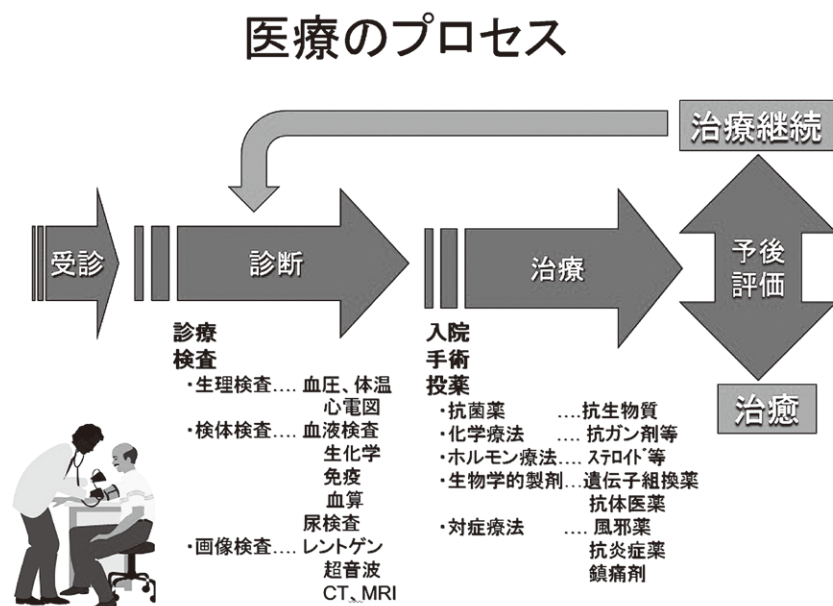 医療のプロセス
治療継続
受診
診断
治療
予後
評価
治癒
診療
検査
・生理検査.... 血圧、体温
心電図
・検体検査.... 血液検査
生化学
免疫
血算
尿検査
・画像検査.... レントゲン
超音波
CT、MRI
入院
手術
投薬
・抗菌薬 ....抗生物質
・化学療法 .... 抗ガン剤等
・ホルモン療法.... ステロイド等
・生物学的製剤...遺伝子組換薬
抗体医薬
・対症療法 .... 風邪薬
抗炎症薬
鎮痛剤